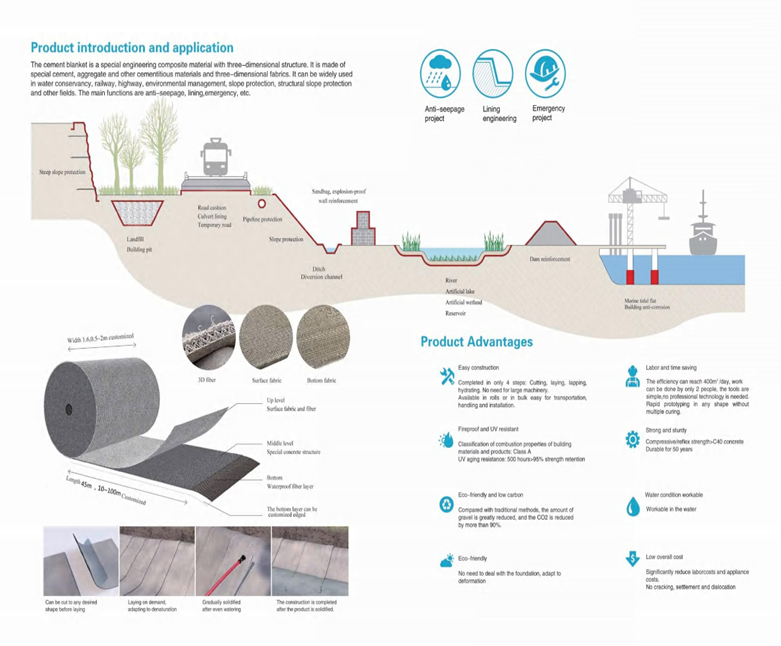 Product introduction and application
The cement blanket is a special engineering composite material with three-dimensional structure. It is made of
special cement, aggregate and other cementitious materials and three-dimensional fabrics. It can be widely used
in water conservancy, railway, highway, environmental management, slope protection, structural slope protection
and other fields. The main functions are anti-seepage, lining,emergency, etc.
Anti-seepage
project
Lining
engineering
Emergency
project
Steep slope protection
Landfill
Building pit
Road cushion
Culvert lining
Temporary road
Pipeline protection
Slope protection
Sandbag, explosion-proof
wall reinforcement
Ditch
Diversion channel
River
Artificial lake
Artificial wetland
Reservoir
Dam reinforcement
Marine tidal flat
Building anti-corrosion
Width 1.6,0.5-2m customized
3D fiber
Surface fabric
Bottom fabric
Up level
Surface fabric and fiber
Middle level
Special concrete structure
Bottom
Waterproof fiber layer
The bottom layer can be
customized edged
Length 45m , 10-100m Customized
Can be cut to any desired
shape before laying
Laying on demand,
adapting to denaturation
Gradually solidified
after even watering
The construction is completed
after the product is solidified.
Product Advantages
Easy construction
Completed in only 4 steps: Cutting, laying, lapping,
hydrating. No need for large machinery.
Available in rolls or in bulk easy for transportation,
handling and installation.
Labor and time saving
The efficiency can reach 400m² /day, work
can be done by only 2 people, the tools are
simple,no professional technology is needed.
Rapid prototyping in any shape without
multiple curing.
Fireproof and UV resistant
Classification of combustion properties of building
materials and products: Class A
UV aging resistance: 500 hours>95% strength retention
Strong and sturdy
Compressive/reflex strength>C40 concrete
Durable for 50 years
Eco-friendly and low carbon
Compared with traditional methods, the amount of
gravel is greatly reduced, and the CO2 is reduced
by more than 90%.
Water condition workable
Workable in the water
Eco-friendly
No need to deal with the foundation, adapt to
deformation
Low overall cost
Significantly reduce laborcosts and appliance
costs.
No cracking, settlement and dislocation